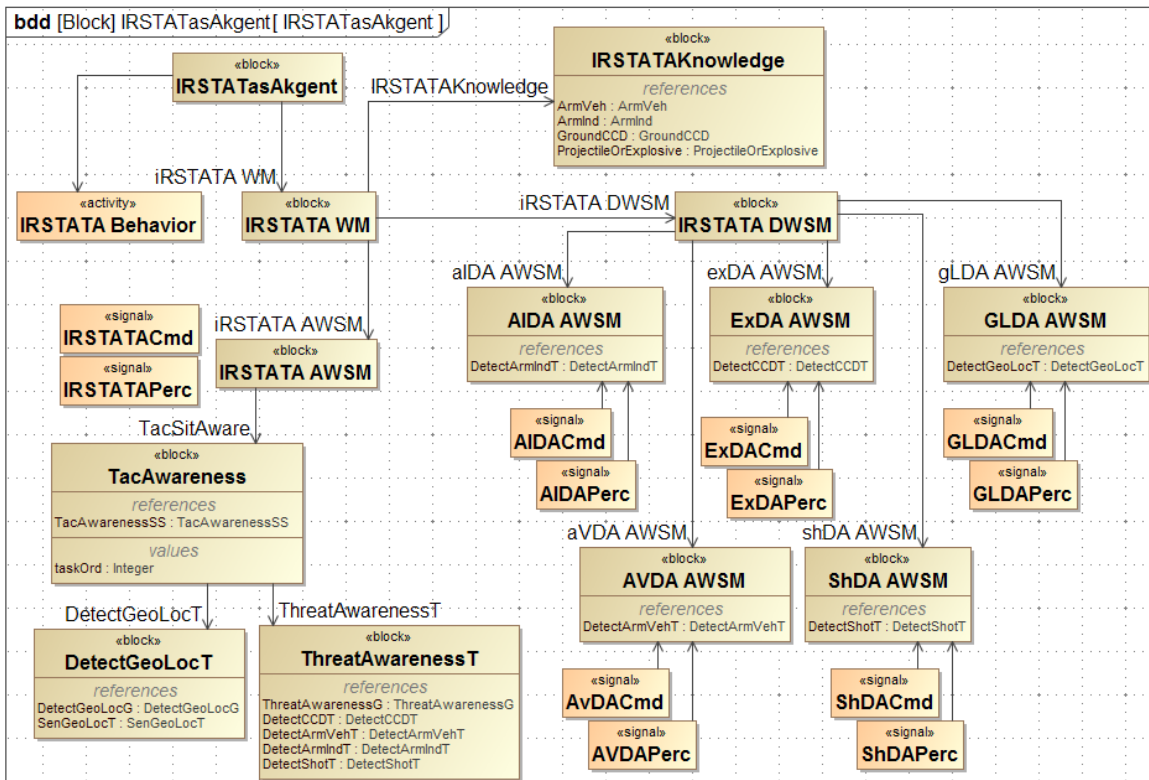 bdd [Block] IRSTATasAkgent[ IRSTATasAkgent ]
«block»
IRSTATasAkgent
IRSTATAKnowledge
«block»
IRSTATAKnowledge
references
ArmVeh : ArmVeh
ArmInd : ArmInd
GroundCCD : GroundCCD
ProjectileOrExplosive : ProjectileOrExplosive
iRSTATA WM
«activity»
IRSTATA Behavior
«block»
IRSTATA WM
iRSTATA DWSM
«block»
IRSTATA DWSM
aIDA AWSM
«block»
AIDA AWSM
references
DetectArmIndT : DetectArmIndT
exDA AWSM
«block»
ExDA AWSM
references
DetectCCDT : DetectCCDT
gLDA AWSM
«block»
GLDA AWSM
references
DetectGeoLocT : DetectGeoLocT
«signal»
IRSTATACmd
«signal»
IRSTATAPerc
iRSTATA AWSM
«block»
IRSTATA AWSM
«signal»
AIDACmd
«signal»
AIDAPerc
«signal»
ExDACmd
«signal»
ExDAPerc
«signal»
GLDACmd
«signal»
GLDAPerc
TacSitAware
«block»
TacAwareness
references
TacAwarenessSS : TacAwarenessSS
values
taskOrd : Integer
aVDA AWSM
«block»
AVDA AWSM
references
DetectArmVehT : DetectArmVehT
shDA AWSM
«block»
ShDA AWSM
references
DetectShotT : DetectShotT
DetectGeoLocT
«block»
DetectGeoLocT
references
DetectGeoLocG : DetectGeoLocG
SenGeoLocT : SenGeoLocT
ThreatAwarenessT
«block»
ThreatAwarenessT
references
ThreatAwarenessG : ThreatAwarenessG
DetectCCDT : DetectCCDT
DetectArmVehT : DetectArmVehT
DetectArmIndT : DetectArmIndT
DetectShotT : DetectShotT
«signal»
AvDACmd
«signal»
AVDAPerc
«signal»
ShDACmd
«signal»
ShDAPerc